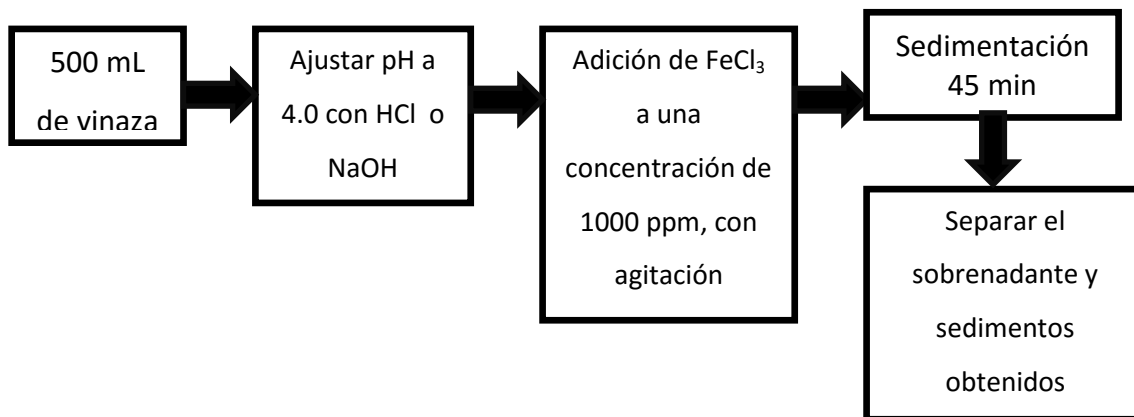 500 mL
de vinaza
Ajustar pH a
4.0 con HCl o
NaOH
Adición de FeCl₃
a una
concentración de
1000 ppm, con
agitación
Sedimentación
45 min
Separar el
sobrenadante y
sedimentos
obtenidos